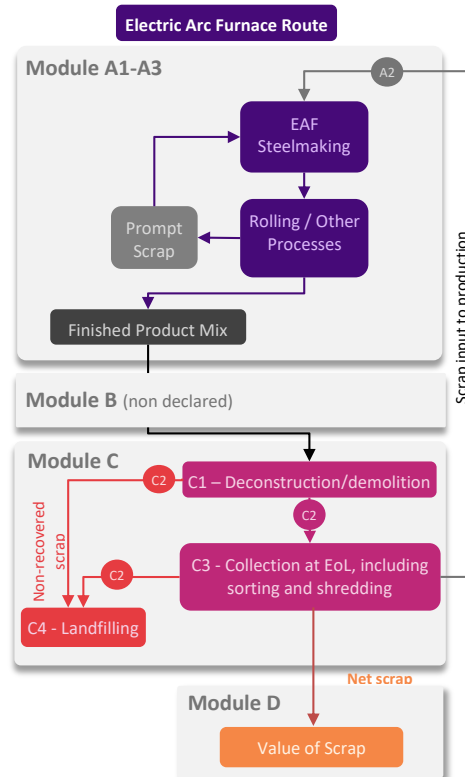 Electric Arc Furnace Route
Module A1-A3
A2
EAF
Steelmaking
Prompt
Scrap
Rolling / Other
Processes
Finished Product Mix
Scrap input to production
Module B (non declared)
Module C
C2
C1 – Deconstruction/demolition
C2
Non-recovered
scrap
C2
C3 - Collection at EoL, including
sorting and shredding
C4 - Landfilling
Net scrap
Module D
Value of Scrap